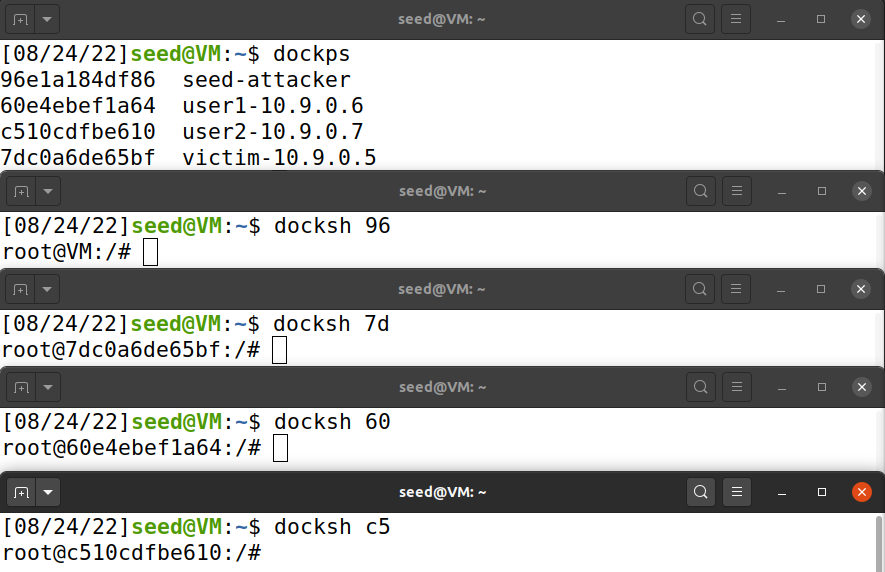 seed@VM: ~
[08/24/22]seed@VM:~$ dockps
96e1a184df86  seed-attacker
60e4ebef1a64  user1-10.9.0.6
c510cdfbe610  user2-10.9.0.7
7dc0a6de65bf  victim-10.9.0.5
seed@VM: ~
[08/24/22]seed@VM:~$ docksh 96
root@VM:/#
seed@VM: ~
[08/24/22]seed@VM:~$ docksh 7d
root@7dc0a6de65bf:/#
seed@VM: ~
[08/24/22]seed@VM:~$ docksh 60
root@60e4ebef1a64:/#
seed@VM: ~
[08/24/22]seed@VM:~$ docksh c5
root@c510cdfbe610:/#